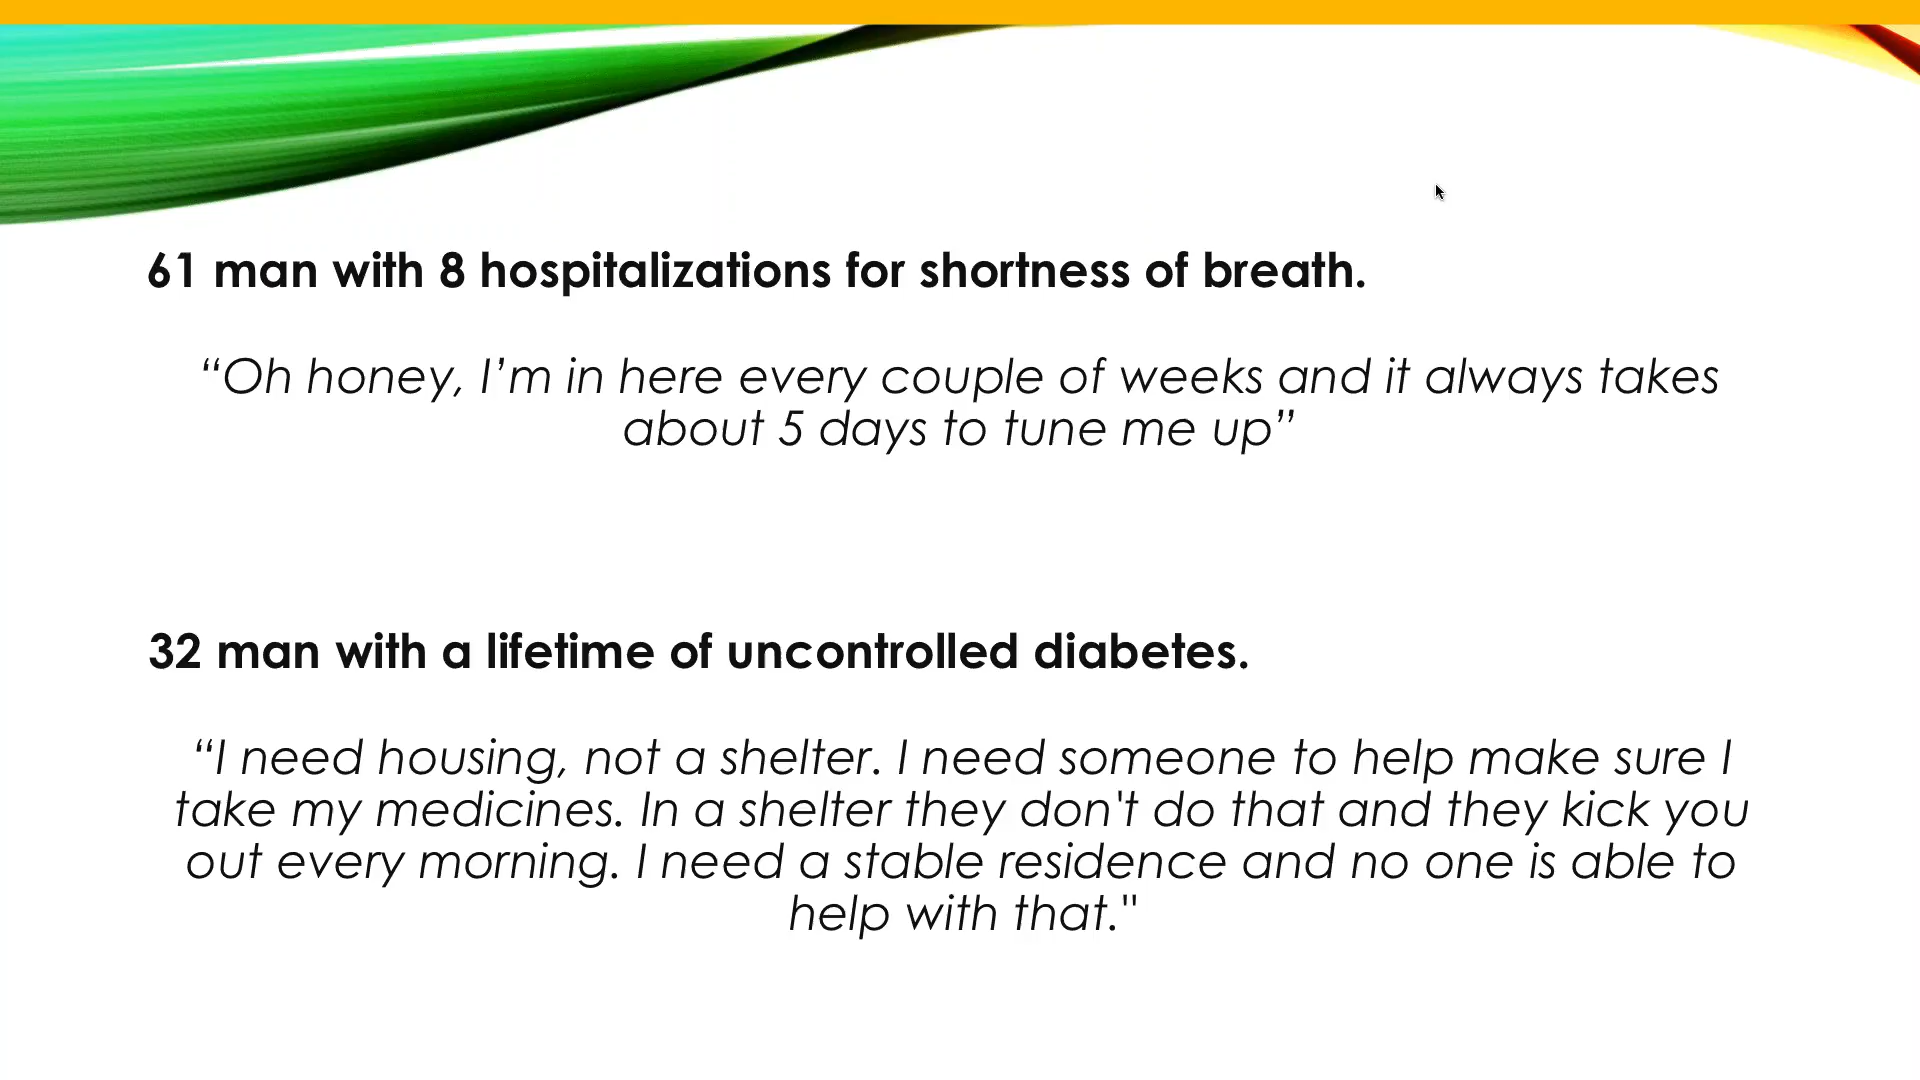 61 man with 8 hospitalizations for shortness of breath.
“Oh honey, I’m in here every couple of weeks and it always takes
about 5 days to tune me up”
32 man with a lifetime of uncontrolled diabetes.
“I need housing, not a shelter. I need someone to help make sure I
take my medicines. In a shelter they don't do that and they kick you
out every morning. I need a stable residence and no one is able to
help with that."